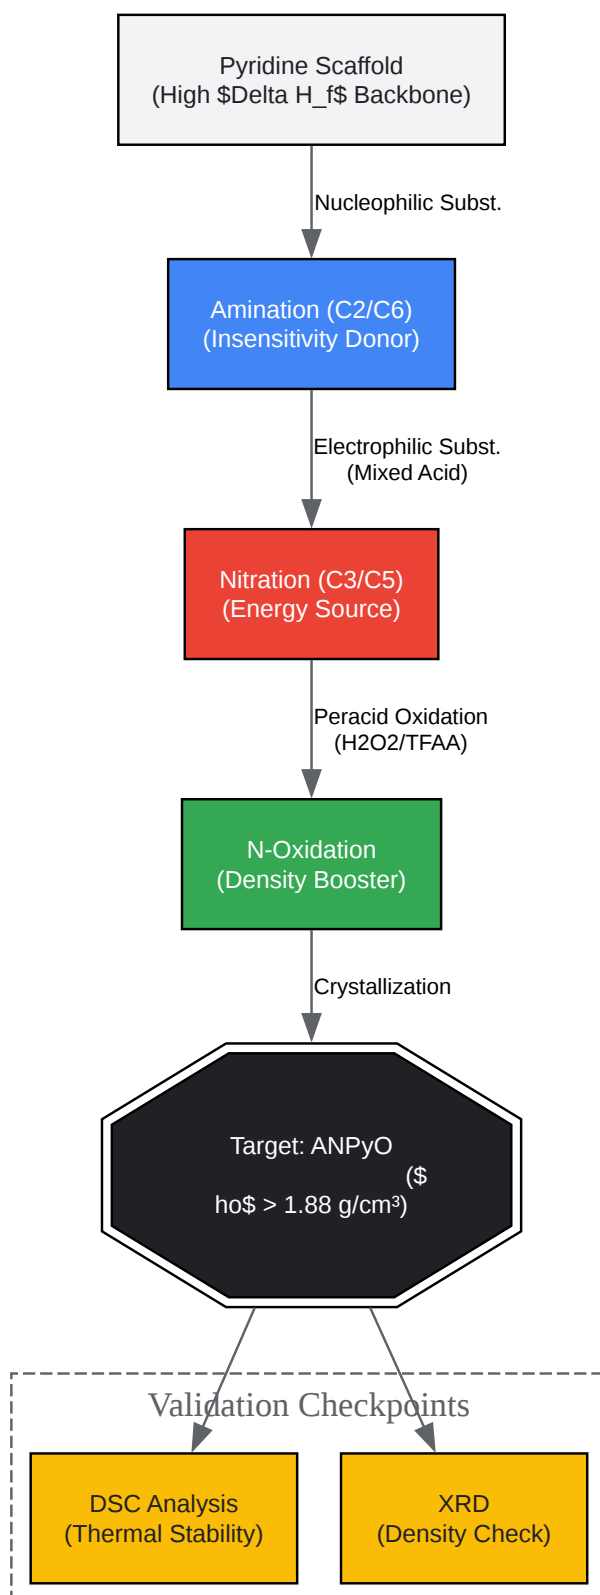 Pyridine Scaffold
(High $Delta H_f$ Backbone)
Nucleophilic Subst.
Amination (C2/C6)
(Insensitivity Donor)
Electrophilic Subst.
(Mixed Acid)
Nitration (C3/C5)
(Energy Source)
Peracid Oxidation
(H2O2/TFAA)
N-Oxidation
(Density Booster)
Crystallization
Target: ANPyO
($
ho$ > 1.88 g/cm³)
Validation Checkpoints
DSC Analysis
(Thermal Stability)
XRD
(Density Check)